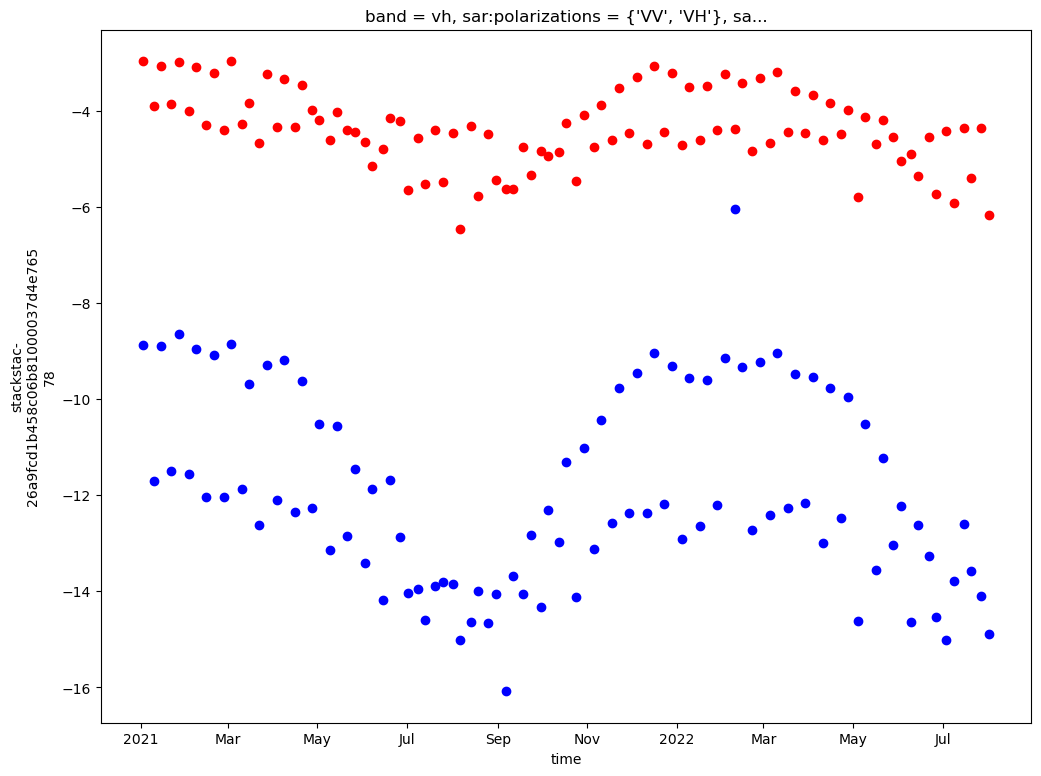 band = vh, sar:polarizations = {'VV', 'VH'}, sa...
stackstac-
26a9fcd1b458c06b81000037d4e765
78
−4
−6
−8
−10
−12
−14
−16
2021
Mar
May
Jul
Sep
Nov
2022
Mar
May
Jul
time